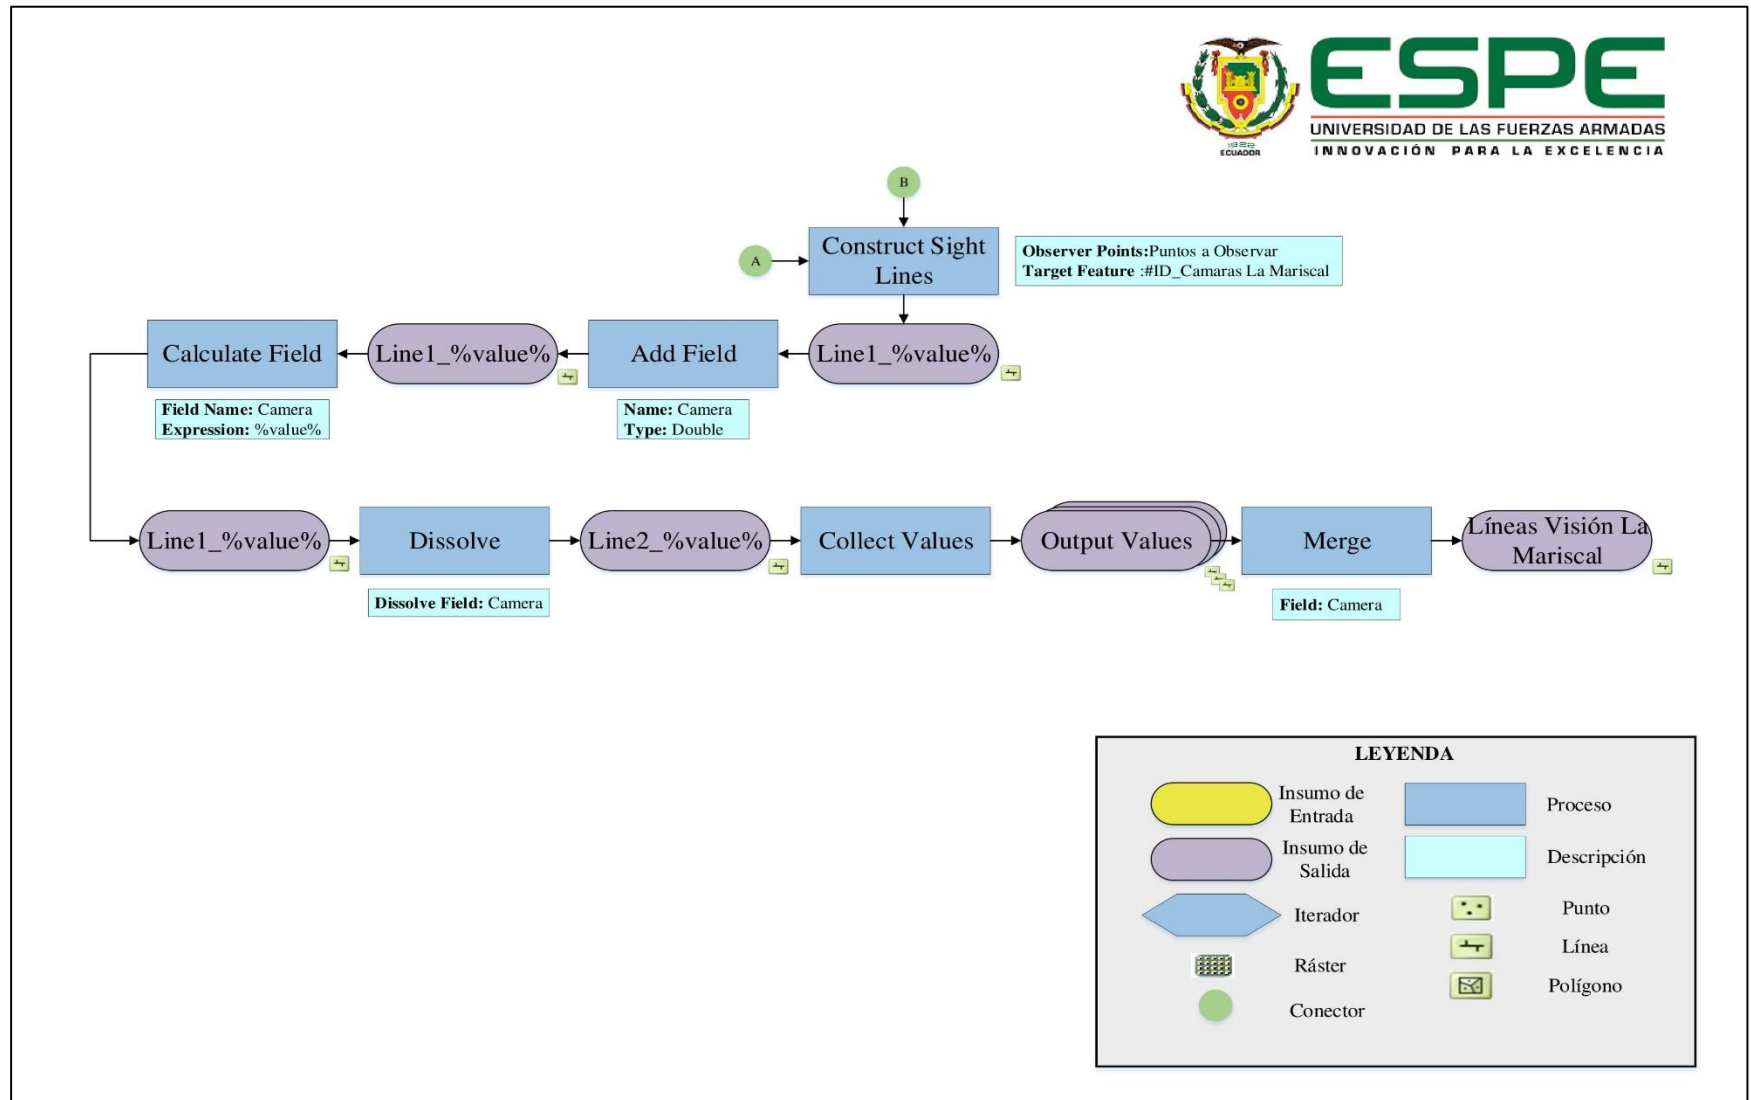 ESPE
UNIVERSIDAD DE LAS FUERZAS ARMADAS
INNOVACIÓN PARA LA EXCELENCIA
1922
ECUADOR
B
A
Construct Sight
Lines
Observer Points:Puntos a Observar
Target Feature :#ID_Camaras La Mariscal
Calculate Field
Line1_%value%
Add Field
Line1_%value%
Field Name: Camera
Expression: %value%
Name: Camera
Type: Double
Line1_%value%
Dissolve
Line2_%value%
Collect Values
Output Values
Merge
Líneas Visión La
Mariscal
Dissolve Field: Camera
Field: Camera
LEYENDA
Insumo de
Entrada
Proceso
Insumo de
Salida
Descripción
Iterador
Punto
Ráster
Línea
Conector
Polígono